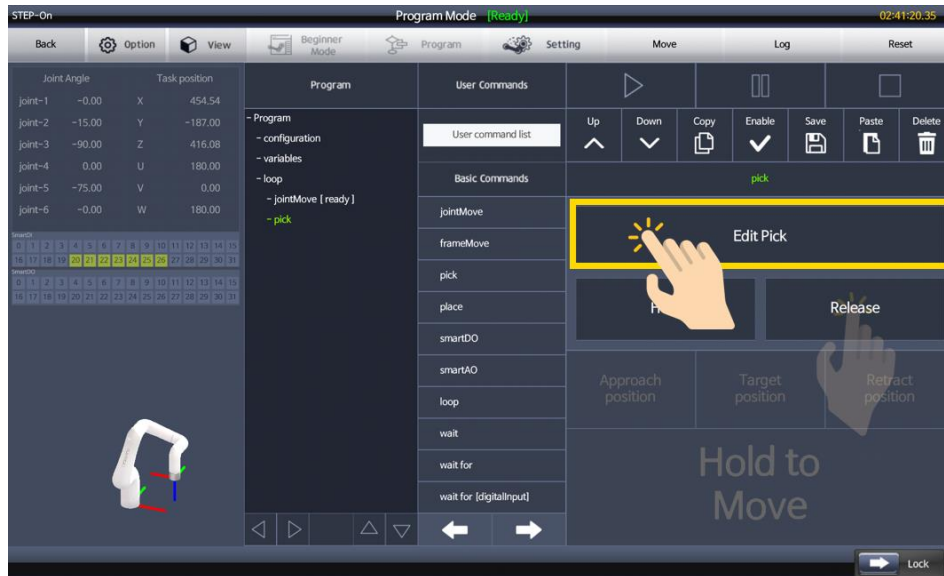 STEP-On
Program Mode [Ready]
02:41:20.35
Back
Option
View
Beginner
Mode
Program
Setting
Move
Log
Reset
Joint Angle Task position
joint-1 -0.00 X 454.54
joint-2 -15.00 Y -187.00
joint-3 -90.00 Z 416.08
joint-4 0.00 U 180.00
joint-5 -75.00 V 0.00
joint-6 -0.00 W 180.00
SmartDI
0 1 2 3 4 5 6 7 8 9 10 11 12 13 14 15
16 17 18 19 20 21 22 23 24 25 26 27 28 29 30 31
SmartDO
0 1 2 3 4 5 6 7 8 9 10 11 12 13 14 15
16 17 18 19 20 21 22 23 24 25 26 27 28 29 30 31
Program
- Program
- configuration
- variables
- loop
- jointMove [ ready ]
- pick
User Commands
User command list
Basic Commands
jointMove
frameMove
pick
place
smartDO
smartAO
loop
wait
wait for
wait for [digitalInput]
Up
Down
Copy
Enable
Save
Paste
Delete
pick
Edit Pick
Release
Approach
position
Target
position
Retract
position
Hold to
Move
Lock